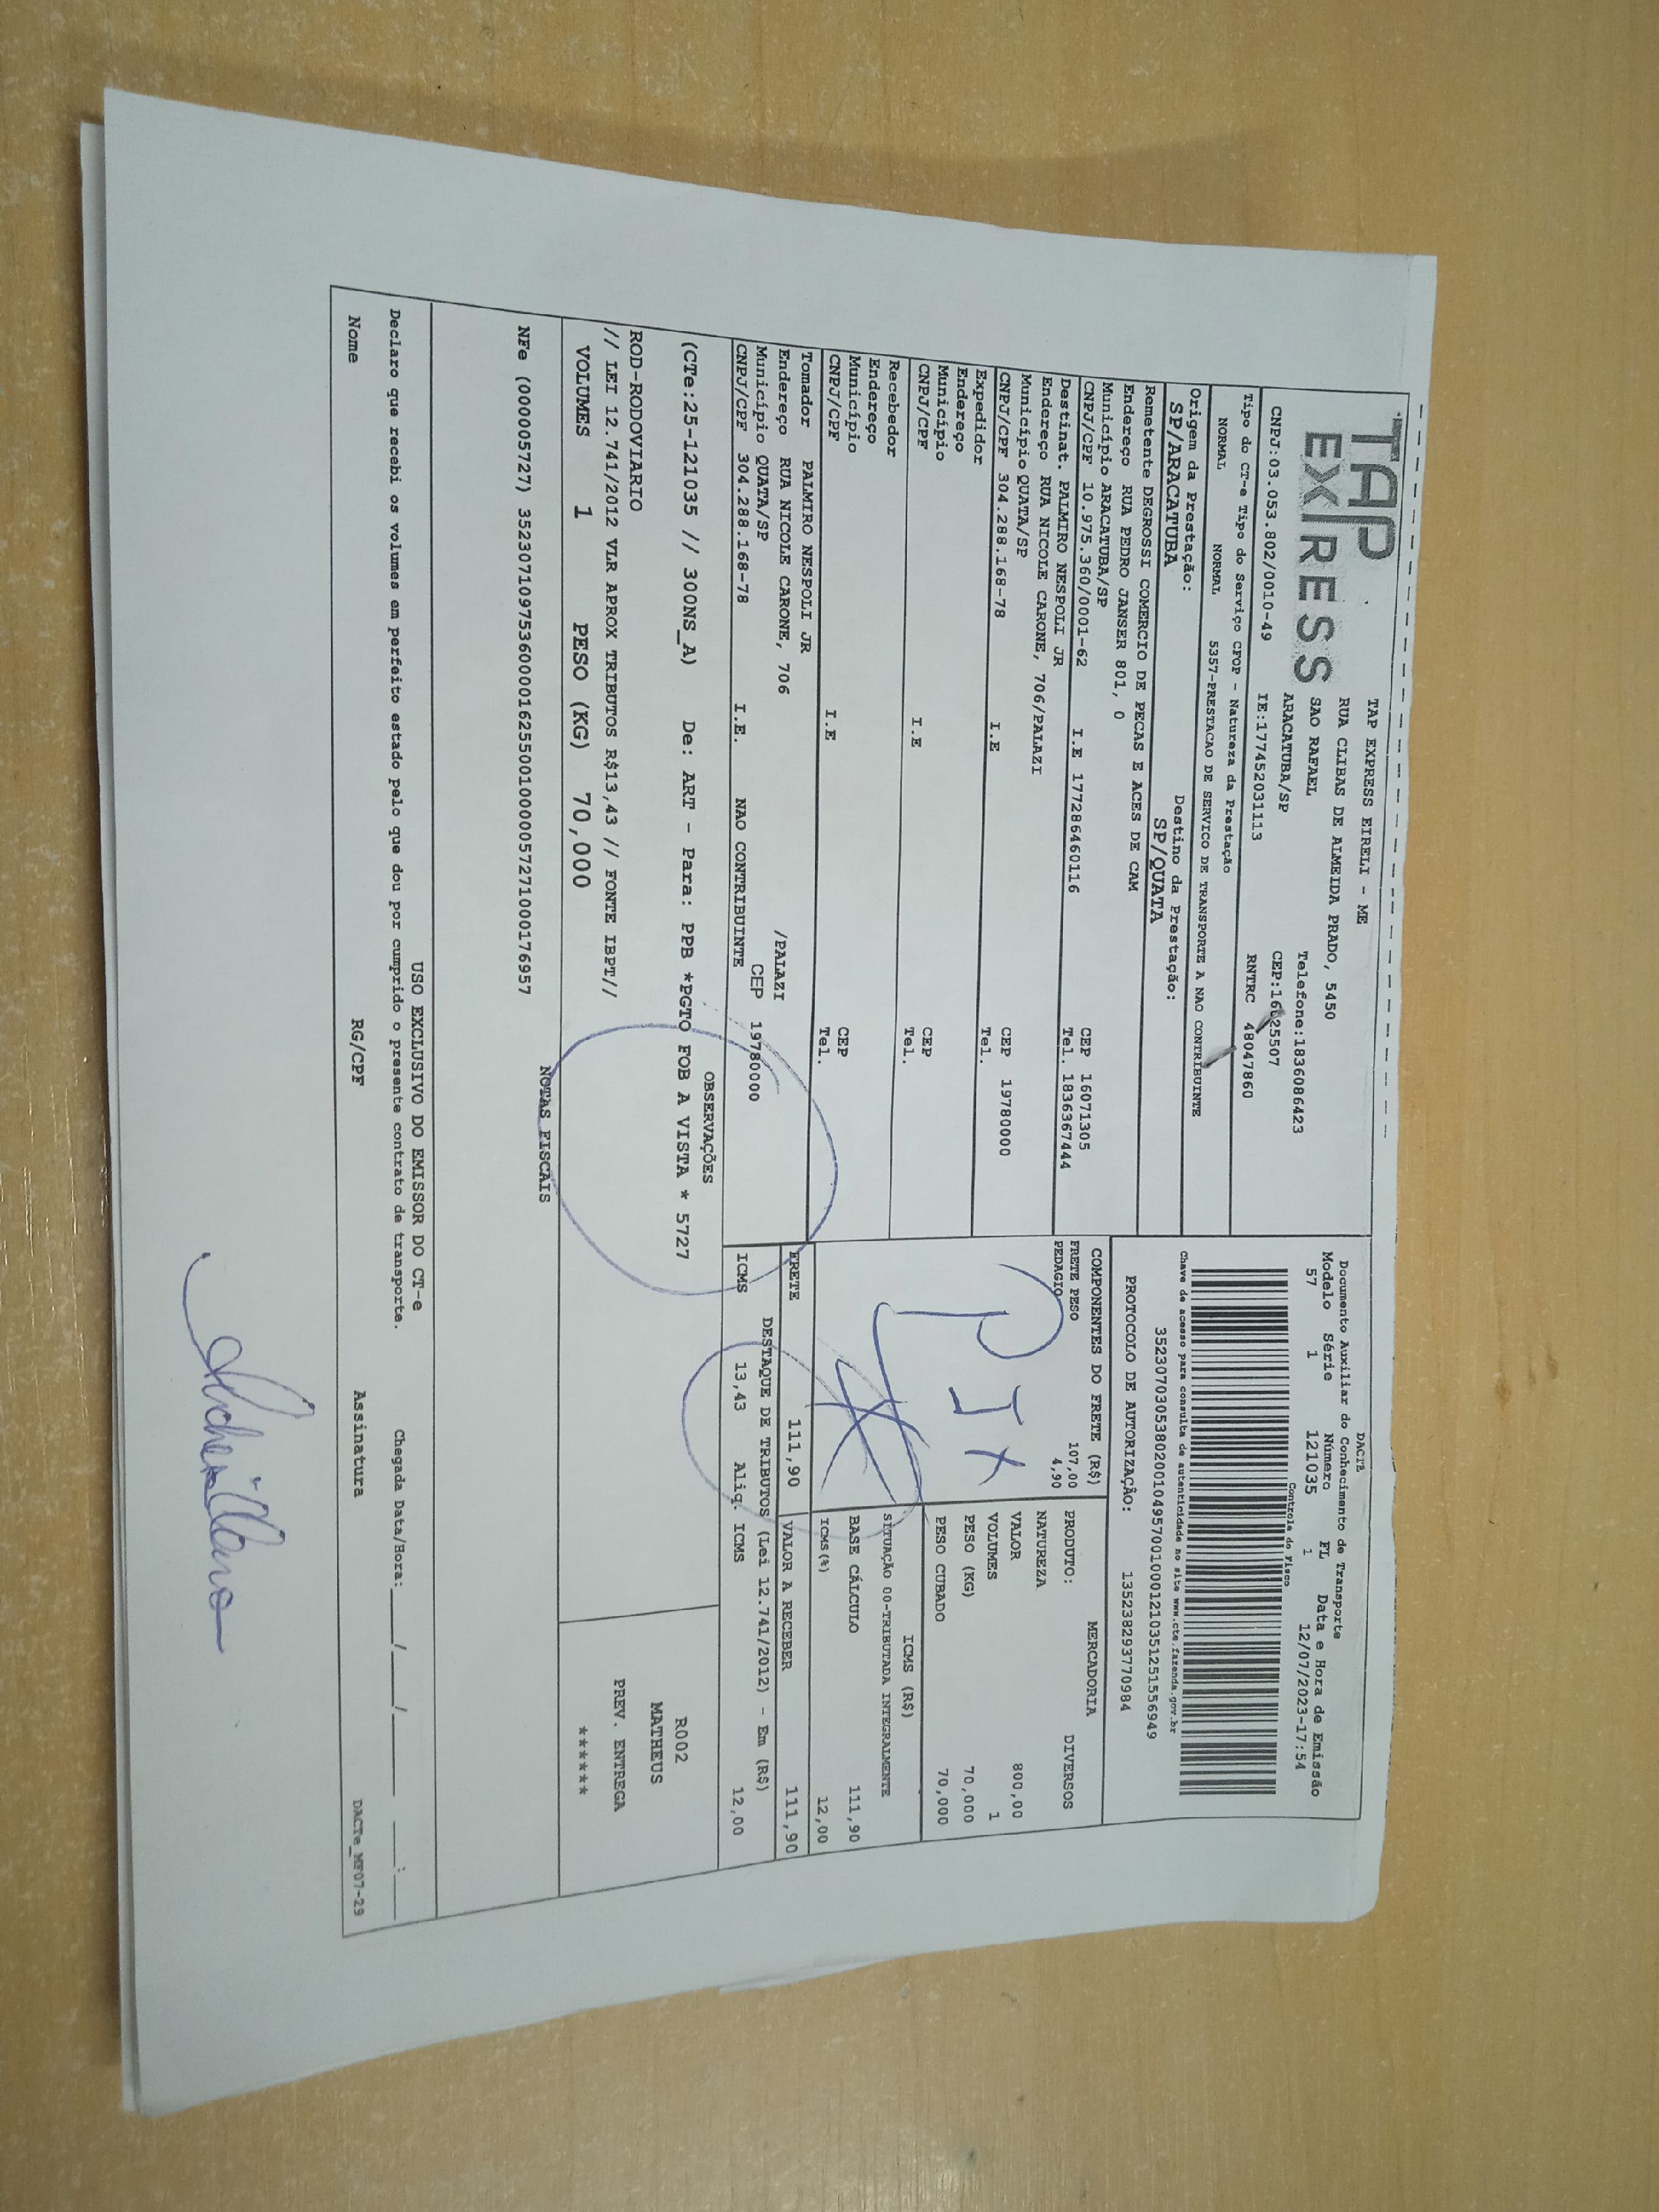 TAP EXPRESS
TAP EXPRESS EIRELI - ME
RUA CLIBAS DE ALMEIDA PRADO, 5450
SAO RAFAEL Telefone:1836086423
ARACATUBA/SP CEP:16025507
CNPJ:03.053.802/0010-49 IE:177452031113 RNTRC 48047860
Tipo do CT-e Tipo do Serviço CFOP - Natureza da Prestação
NORMAL NORMAL 5357-PRESTACAO DE SERVICO DE TRANSPORTE A NAO CONTRIBUINTE
Origem da Prestação: Destino da Prestação:
SP/ARACATUBA SP/QUATA
Remetente DEGROSSI COMERCIO DE PECAS E ACES DE CAM
Endereço RUA PEDRO JANSER 801, 0
Município ARACATUBA/SP CEP 16071305
CNPJ/CPF 10.975.360/0001-62 I.E 177286460116 Tel. 1836367444
Destinat. PALMIRO NESPOLI JR
Endereço RUA NICOLE CARONE, 706/PALAZI
Município QUATA/SP CEP 19780000
CNPJ/CPF 304.288.168-78 I.E Tel.
Expedidor
Endereço
Município CEP
CNPJ/CPF I.E Tel.
Recebedor
Endereço
Município CEP
CNPJ/CPF I.E Tel.
Tomador PALMIRO NESPOLI JR
Endereço RUA NICOLE CARONE, 706 /PALAZI
Município QUATA/SP CEP 19780000
CNPJ/CPF 304.288.168-78 I.E. NAO CONTRIBUINTE
DACTE
Documento Auxiliar do Conhecimento de Transporte
Modelo Série Número FL Data e Hora de Emissão
57 1 121035 1 12/07/2023-17:54
Controle do Fisco
Chave de acesso para consulta de autenticidade no site www.cte.fazenda.gov.br
35230703053802001049570010001210351251556949
PROTOCOLO DE AUTORIZAÇÃO: 135238293770984
COMPONENTES DO FRETE (R$)
FRETE PESO 107,00
PEDAGIO 4,90
PIX
MERCADORIA
PRODUTO: DIVERSOS
NATUREZA
VALOR 800,00
VOLUMES 1
PESO (KG) 70,000
PESO CUBADO 70,000
ICMS (R$)
SITUAÇÃO 00-TRIBUTADA INTEGRALMENTE
BASE CÁLCULO 111,90
ICMS(%) 12,00
FRETE 111,90 VALOR A RECEBER 111,90
DESTAQUE DE TRIBUTOS (Lei 12.741/2012) - Em (R$)
ICMS 13,43 Aliq. ICMS 12,00
OBSERVAÇÕES
(CTe:25-121035 // 300NS_A) De: ART - Para: PPB *PGTO FOB A VISTA * 5727
R002
MATHEUS
ROD-RODOVIARIO
// LEI 12.741/2012 VLR APROX TRIBUTOS R$13,43 // FONTE IBPT//
PREV. ENTREGA
******
VOLUMES 1 PESO (KG) 70,000
NOTAS FISCAIS
NFe (000005727) 35230710975360000162550010000057271000176957
USO EXCLUSIVO DO EMISSOR DO CT-e
Declaro que recebi os volumes em perfeito estado pelo que dou por cumprido o presente contrato de transporte. Chegada Data/Hora:____/____/______ ____:____
Nome RG/CPF Assinatura DACTe_MF07-29